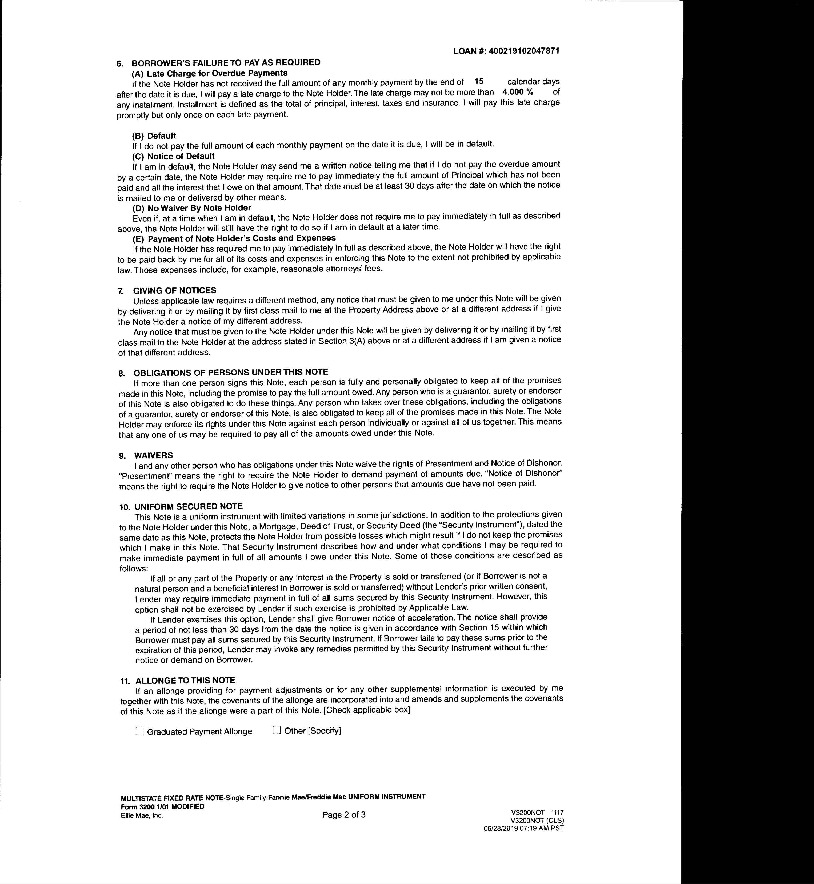 LOAN #: 400219102047871
6. BORROWER'S FAILURE TO PAY AS REQUIRED
(A) Late Charge for Overdue Payments
If the Note Holder has not received the full amount of any monthly payment by the end of 15 calendar days
after the date it is due, I will pay a late charge to the Note Holder. The late charge may not be more than 4.000 % of
any installment. Installment is defined as the total of principal, interest, taxes and insurance. I will pay this late charge
promptly but only once on each late payment.
(B) Default
If I do not pay the full amount of each monthly payment on the date it is due, I will be in default.
(C) Notice of Default
If I am in default, the Note Holder may send me a written notice telling me that if I do not pay the overdue amount
by a certain date, the Note Holder may require me to pay immediately the full amount of Principal which has not been
paid and all the interest that I owe on that amount. That date must be at least 30 days after the date on which the notice
is mailed to me or delivered by other means.
(D) No Waiver By Note Holder
Even if, at a time when I am in default, the Note Holder does not require me to pay immediately in full as described
above, the Note Holder will still have the right to do so if I am in default at a later time.
(E) Payment of Note Holder's Costs and Expenses
If the Note Holder has required me to pay immediately in full as described above, the Note Holder will have the right
to be paid back by me for all of its costs and expenses in enforcing this Note to the extent not prohibited by applicable
law. Those expenses include, for example, reasonable attorneys' fees.
7. GIVING OF NOTICES
Unless applicable law requires a different method, any notice that must be given to me under this Note will be given
by delivering it or by mailing it by first class mail to me at the Property Address above or at a different address if I give
the Note Holder a notice of my different address.
Any notice that must be given to the Note Holder under this Note will be given by delivering it or by mailing it by first
class mail to the Note Holder at the address stated in Section 3(A) above or at a different address if I am given a notice
of that different address.
8. OBLIGATIONS OF PERSONS UNDER THIS NOTE
If more than one person signs this Note, each person is fully and personally obligated to keep all of the promises
made in this Note, including the promise to pay the full amount owed. Any person who is a guarantor, surety or endorser
of this Note is also obligated to do these things. Any person who takes over these obligations, including the obligations
of a guarantor, surety or endorser of this Note, is also obligated to keep all of the promises made in this Note. The Note
Holder may enforce its rights under this Note against each person individually or against all of us together. This means
that any one of us may be required to pay all of the amounts owed under this Note.
9. WAIVERS
I and any other person who has obligations under this Note waive the rights of Presentment and Notice of Dishonor.
"Presentment" means the right to require the Note Holder to demand payment of amounts due. "Notice of Dishonor"
means the right to require the Note Holder to give notice to other persons that amounts due have not been paid.
10. UNIFORM SECURED NOTE
This Note is a uniform instrument with limited variations in some jurisdictions. In addition to the protections given
to the Note Holder under this Note, a Mortgage, Deed of Trust, or Security Deed (the "Security Instrument"), dated the
same date as this Note, protects the Note Holder from possible losses which might result if I do not keep the promises
which I make in this Note. That Security Instrument describes how and under what conditions I may be required to
make immediate payment in full of all amounts I owe under this Note. Some of those conditions are described as
follows:
If all or any part of the Property or any Interest in the Property is sold or transferred (or if Borrower is not a
natural person and a beneficial interest in Borrower is sold or transferred) without Lender's prior written consent,
Lender may require immediate payment in full of all sums secured by this Security Instrument. However, this
option shall not be exercised by Lender if such exercise is prohibited by Applicable Law.
If Lender exercises this option, Lender shall give Borrower notice of acceleration. The notice shall provide
a period of not less than 30 days from the date the notice is given in accordance with Section 15 within which
Borrower must pay all sums secured by this Security Instrument. If Borrower fails to pay these sums prior to the
expiration of this period, Lender may invoke any remedies permitted by this Security Instrument without further
notice or demand on Borrower.
11. ALLONGE TO THIS NOTE
If an allonge providing for payment adjustments or for any other supplemental information is executed by me
together with this Note, the covenants of the allonge are incorporated into and amends and supplements the covenants
of this Note as if the allonge were a part of this Note. [Check applicable box]
Graduated Payment Allonge Other [Specify]
MULTISTATE FIXED RATE NOTE-Single Family-Fannie Mae/Freddie Mac UNIFORM INSTRUMENT
Form 3200 1/01 MODIFIED
Ellie Mae, Inc. Page 2 of 3
V3200NOT 1117
V3200NOT (CLS)
06/28/2019 07:19 AM PST